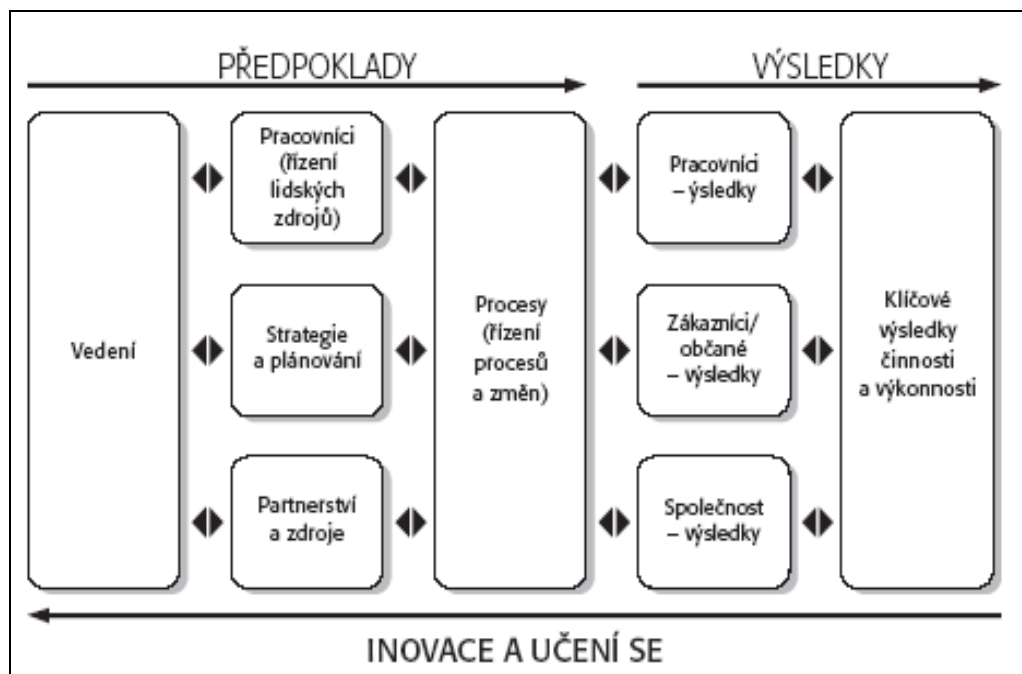 PŘEDPOKLADY
VÝSLEDKY
Vedení
Pracovníci
(řízení
lidských
zdrojů)
Strategie
a plánování
Partnerství
a zdroje
Procesy
(řízení
procesů
a změn)
Pracovníci
– ýsledky
Zákazníci/
občané
– výsledky
Společnost
– výsledky
Klíčové
výsledky
činnosti
a výkonnosti
INOVACE A UČENÍ SE